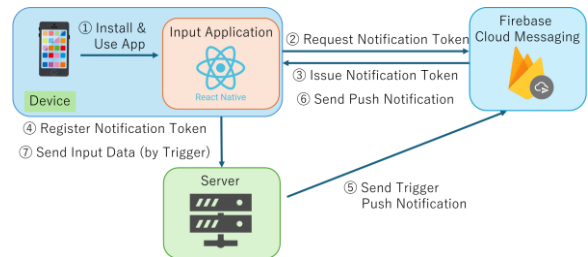 ① Install &
Use App
Input Application
React Native
Device
② Request Notification Token
③ Issue Notification Token
⑥ Send Push Notification
Firebase
Cloud Messaging
④ Register Notification Token
⑦ Send Input Data (by Trigger)
Server
⑤ Send Trigger
Push Notification